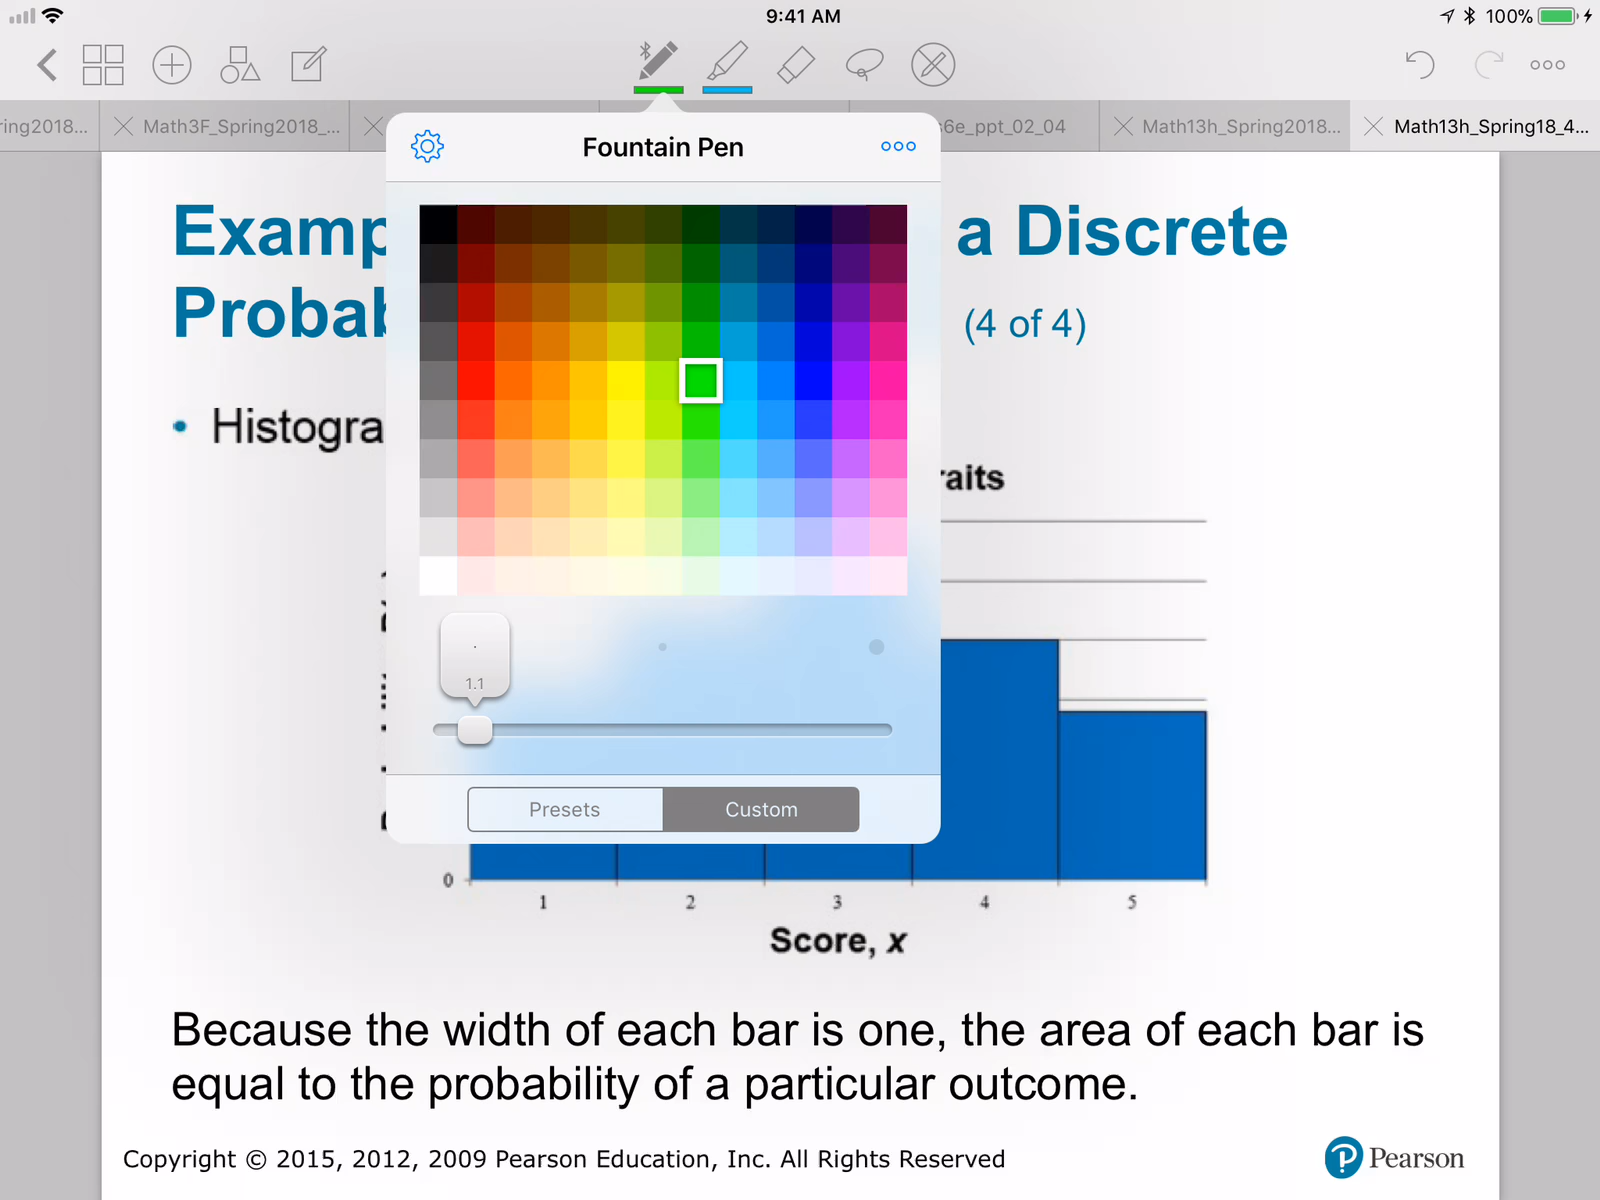 9:41 AM
100%
ing2018...
Math3F_Spring2018_...
s6e_ppt_02_04
Math13h_Spring2018...
Math13h_Spring18_4...
Fountain Pen
Examp a Discrete
Probab (4 of 4)
• Histogra
raits
1.1
Presets Custom
0
1 2 3 4 5
Score, x
Because the width of each bar is one, the area of each bar is
equal to the probability of a particular outcome.
Copyright © 2015, 2012, 2009 Pearson Education, Inc. All Rights Reserved
P Pearson